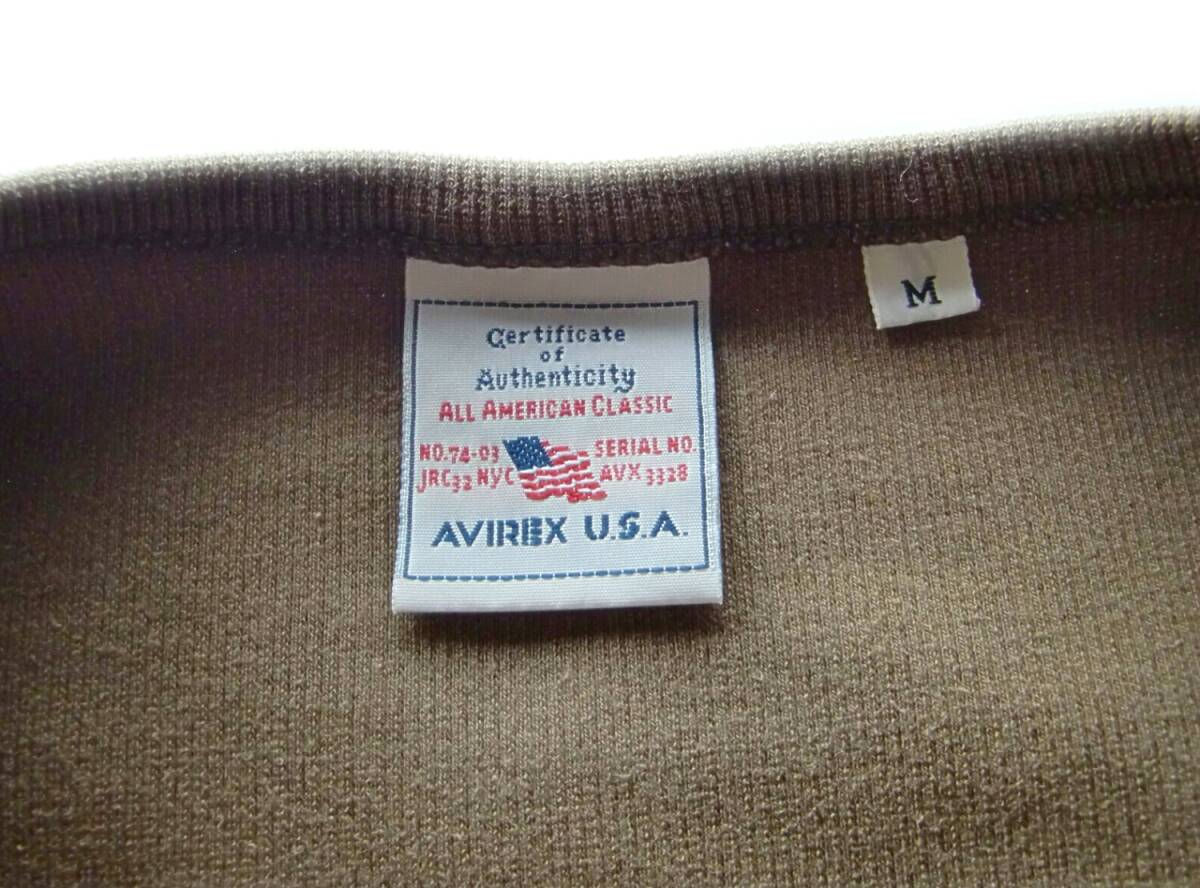 Certificate
of
Authenticity
ALL AMERICAN CLASSIC
NO.74-03 SERIAL NO.
JRC32 NYC AVX 3328
AVIREX U.S.A.
M